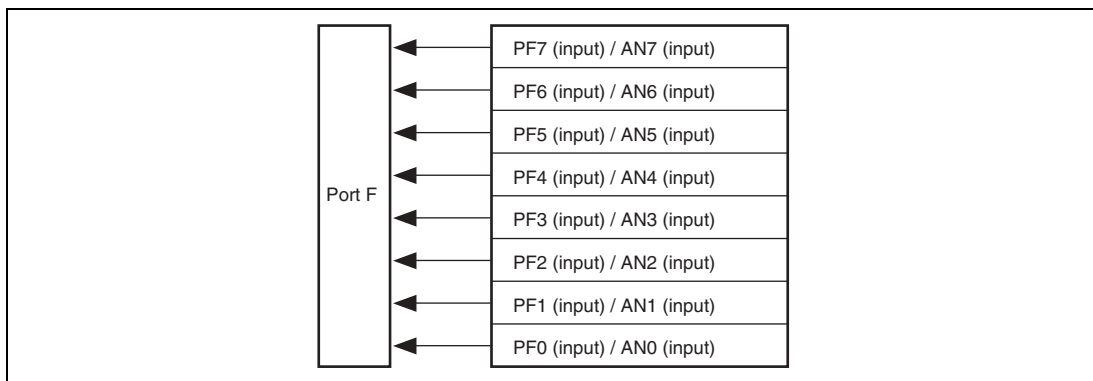 PF7 (input) / AN7 (input)
PF6 (input) / AN6 (input)
PF5 (input) / AN5 (input)
PF4 (input) / AN4 (input)
Port F
PF3 (input) / AN3 (input)
PF2 (input) / AN2 (input)
PF1 (input) / AN1 (input)
PF0 (input) / AN0 (input)